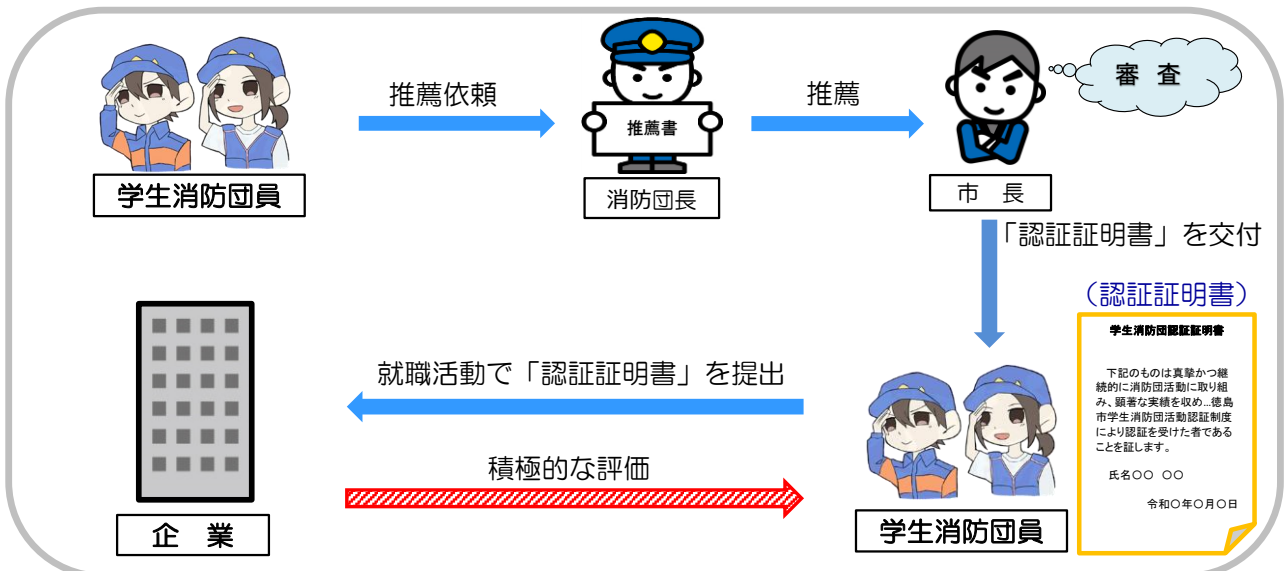 推薦依頼
推薦
審 査
推薦書
学生消防団員
消防団長
市 長
「認証証明書」を交付
（認証証明書）
学生消防団認証証明書
下記のものは真摯かつ継
続的に消防団活動に取り組
み、顕著な実績を収め...徳島
市学生消防団活動認証制度
により認証を受けた者である
ことを証します。
氏名〇〇 〇〇
令和〇年〇月〇日
就職活動で「認証証明書」を提出
積極的な評価
企 業
学生消防団員